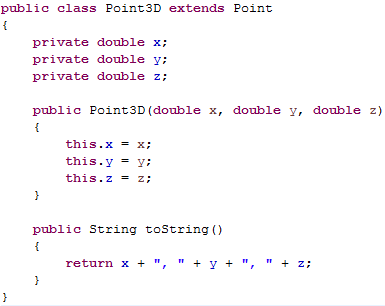 public class Point3D extends Point
{
    private double x;
    private double y;
    private double z;

    public Point3D(double x, double y, double z)
    {
        this.x = x;
        this.y = y;
        this.z = z;
    }

    public String toString()
    {
        return x + ", " + y + ", " + z;
    }
}